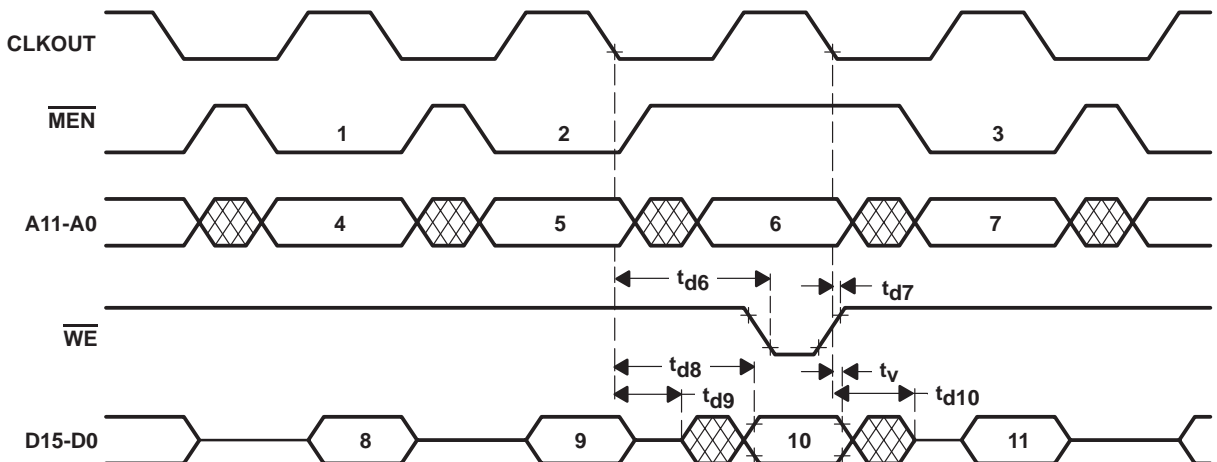 CLKOUT
MEN
1 2 3
A11-A0
4 5 6 7
td6 td7
WE
td8 tv
td9 td10
D15-D0
8 9 10 11